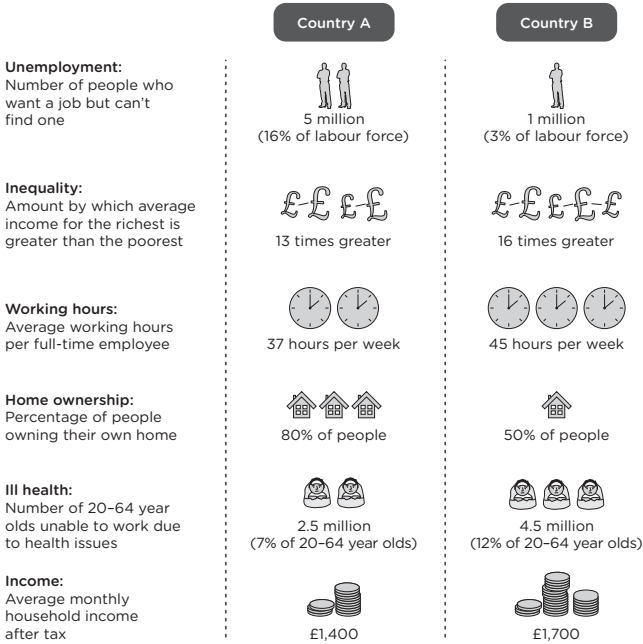 Country A
Country B
Unemployment:
Number of people who
want a job but can't
find one
5 million
(16% of labour force)
1 million
(3% of labour force)
Inequality:
Amount by which average
income for the richest is
greater than the poorest
£ £ £ £
13 times greater
£ £ £ £ £
16 times greater
Working hours:
Average working hours
per full-time employee
37 hours per week
45 hours per week
Home ownership:
Percentage of people
owning their own home
80% of people
50% of people
Ill health:
Number of 20–64 year
olds unable to work due
to health issues
2.5 million
(7% of 20–64 year olds)
4.5 million
(12% of 20–64 year olds)
Income:
Average monthly
household income
after tax
£1,400
£1,700